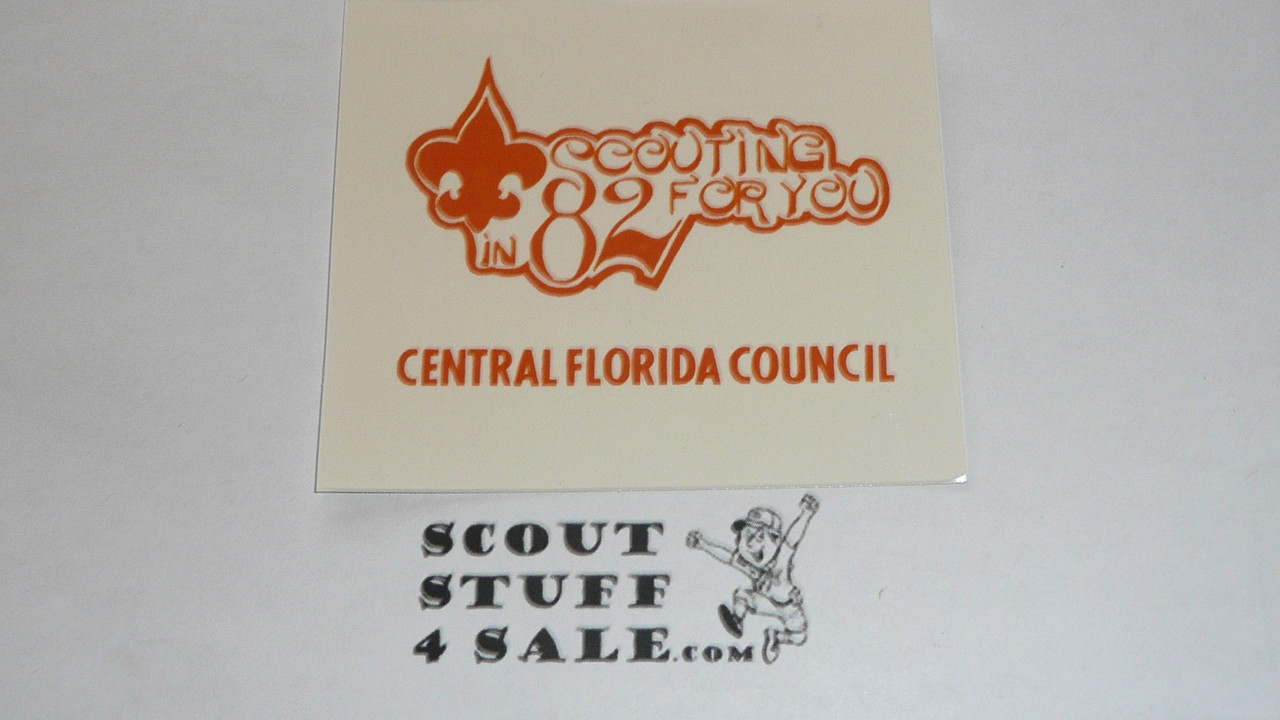 SCOUTING
FOR YOU
in 82
CENTRAL FLORIDA COUNCIL
SCOUT
STUFF
4 SALE.COM